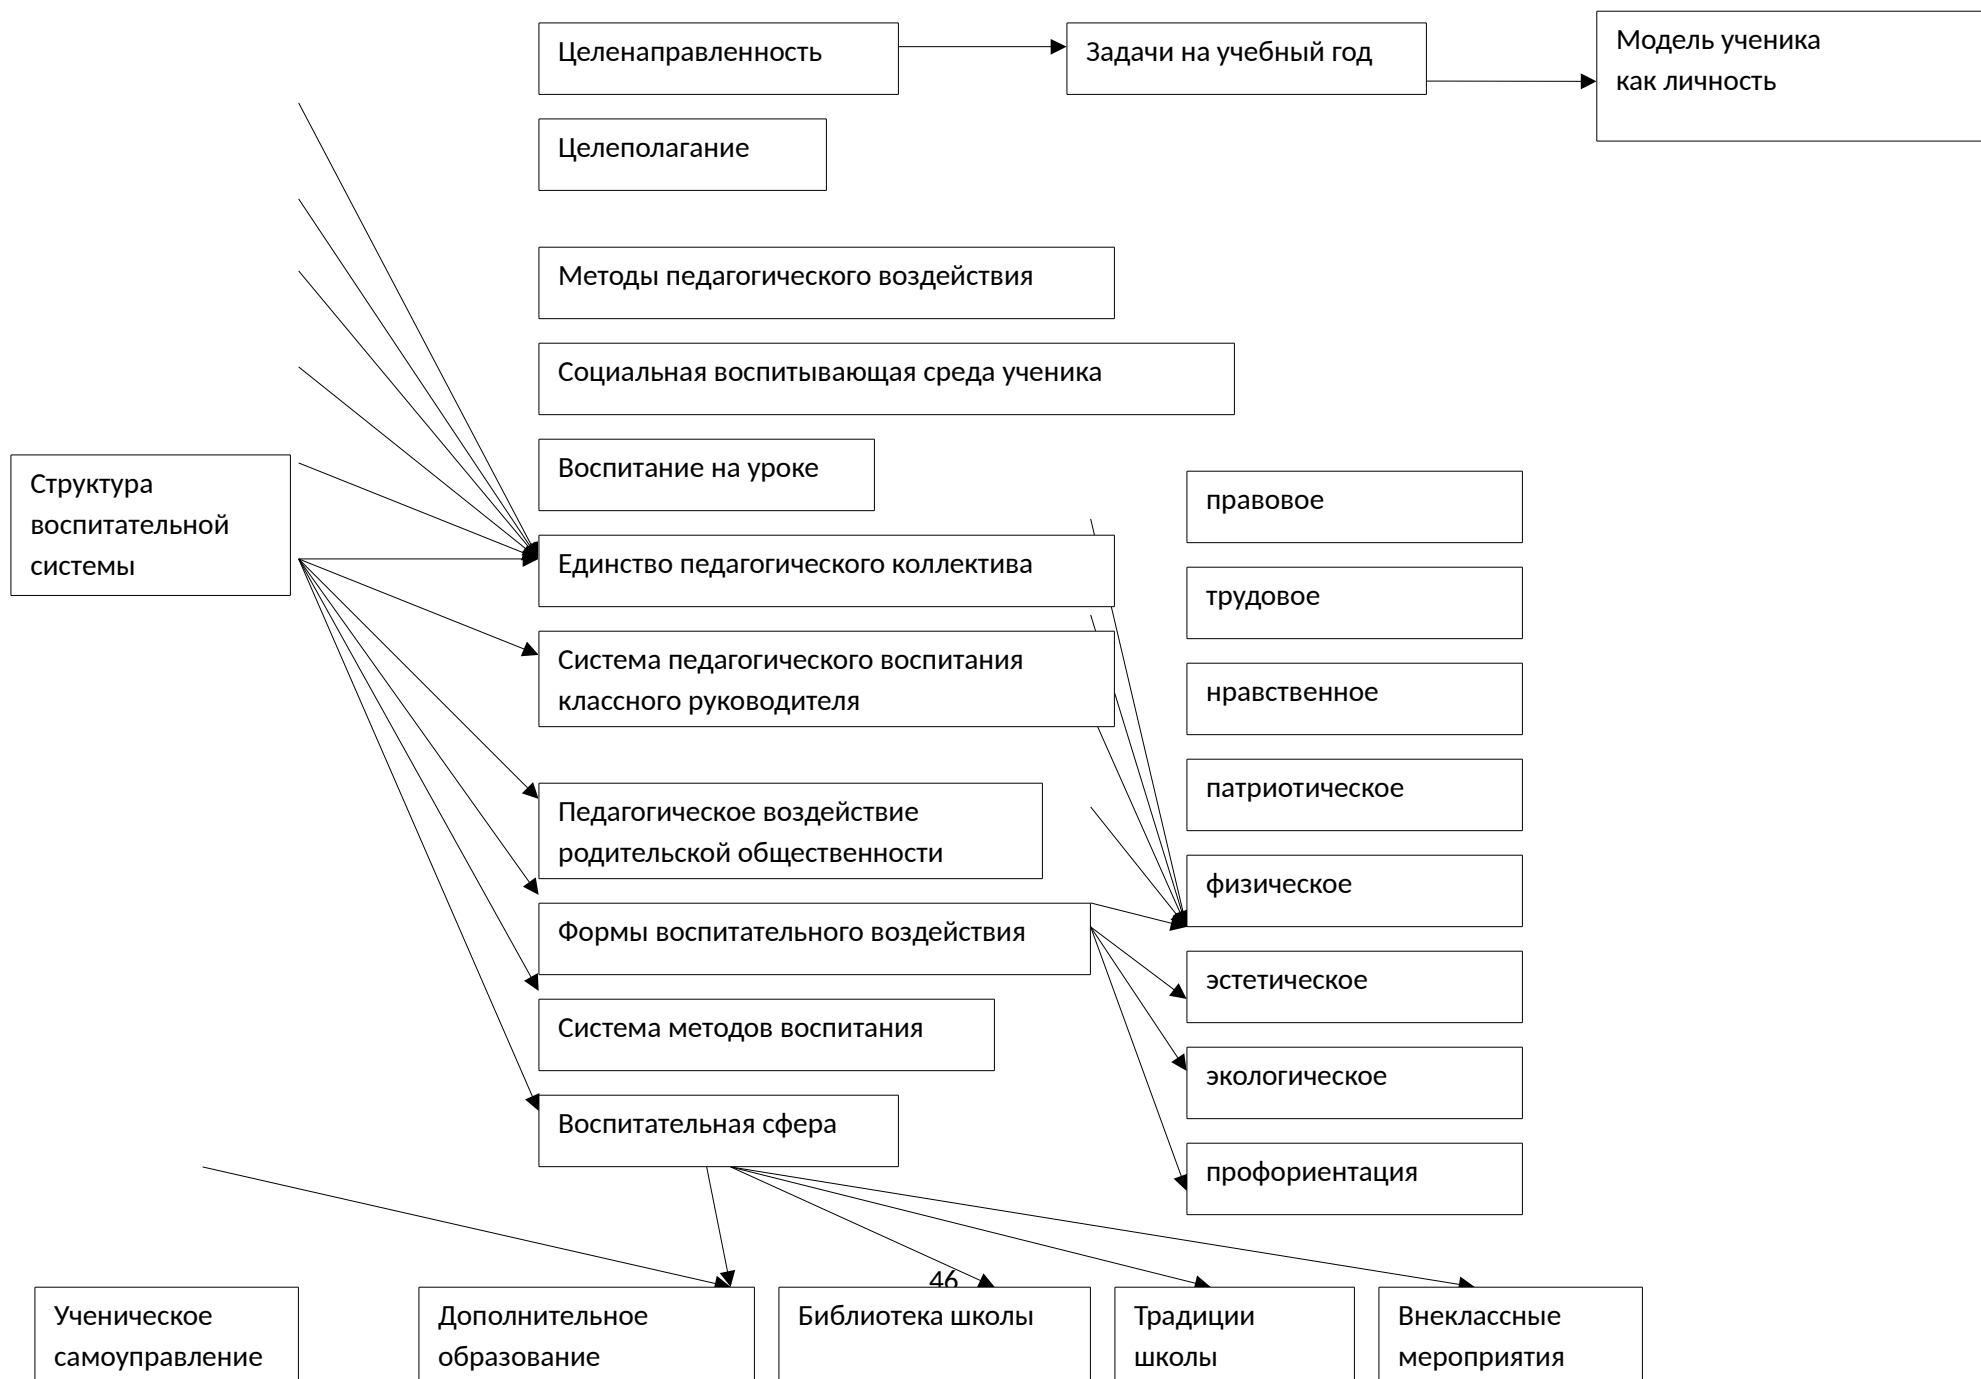 Целенаправленность
Задачи на учебный год
Модель ученика
как личность
Целеполагание
Методы педагогического воздействия
Социальная воспитывающая среда ученика
Воспитание на уроке
Структура
воспитательной
системы
Единство педагогического коллектива
Система педагогического воспитания
классного руководителя
Педагогическое воздействие
родительской общественности
Формы воспитательного воздействия
Система методов воспитания
Воспитательная сфера
правовое
трудовое
нравственное
патриотическое
физическое
эстетическое
экологическое
профориентация
46
Ученическое
самоуправление
Дополнительное
образование
Библиотека школы
Традиции
школы
Внеклассные
мероприятия